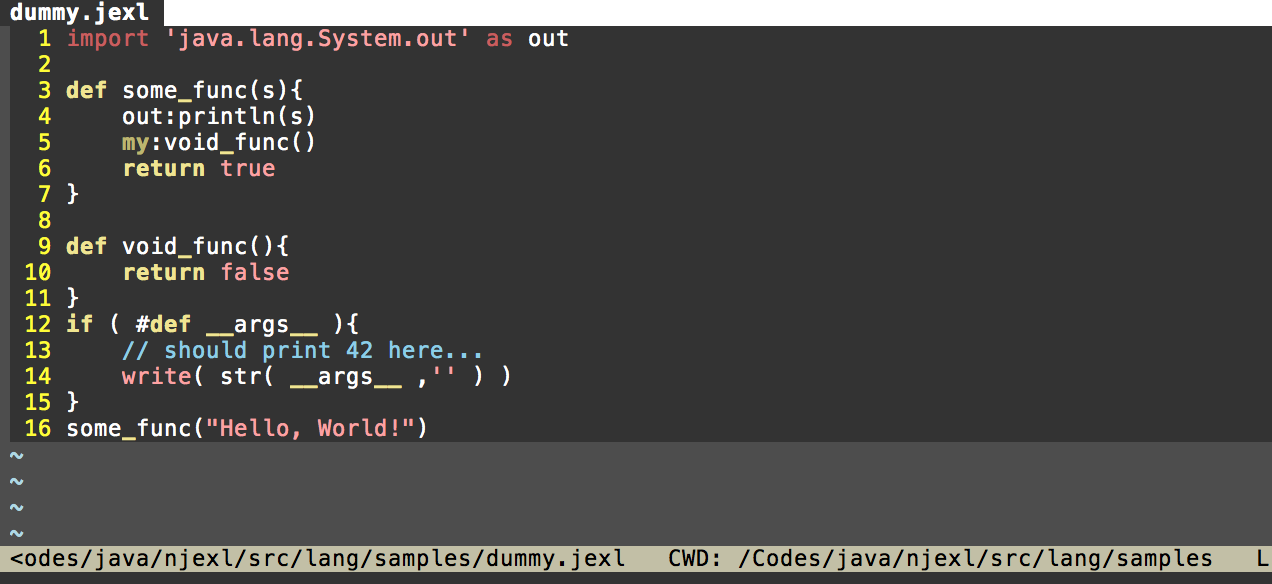 dummy.jexl
1 import 'java.lang.System.out' as out
2
3 def some_func(s){
4     out:println(s)
5     my:void_func()
6     return true
7 }
8
9 def void_func(){
10     return false
11 }
12 if ( #def __args__ ){
13     // should print 42 here...
14     write( str( __args__ ,'' ) )
15 }
16 some_func("Hello, World!")
~
~
~
~
<odes/java/njexl/src/lang/samples/dummy.jexl   CWD: /Codes/java/njexl/src/lang/samples   L